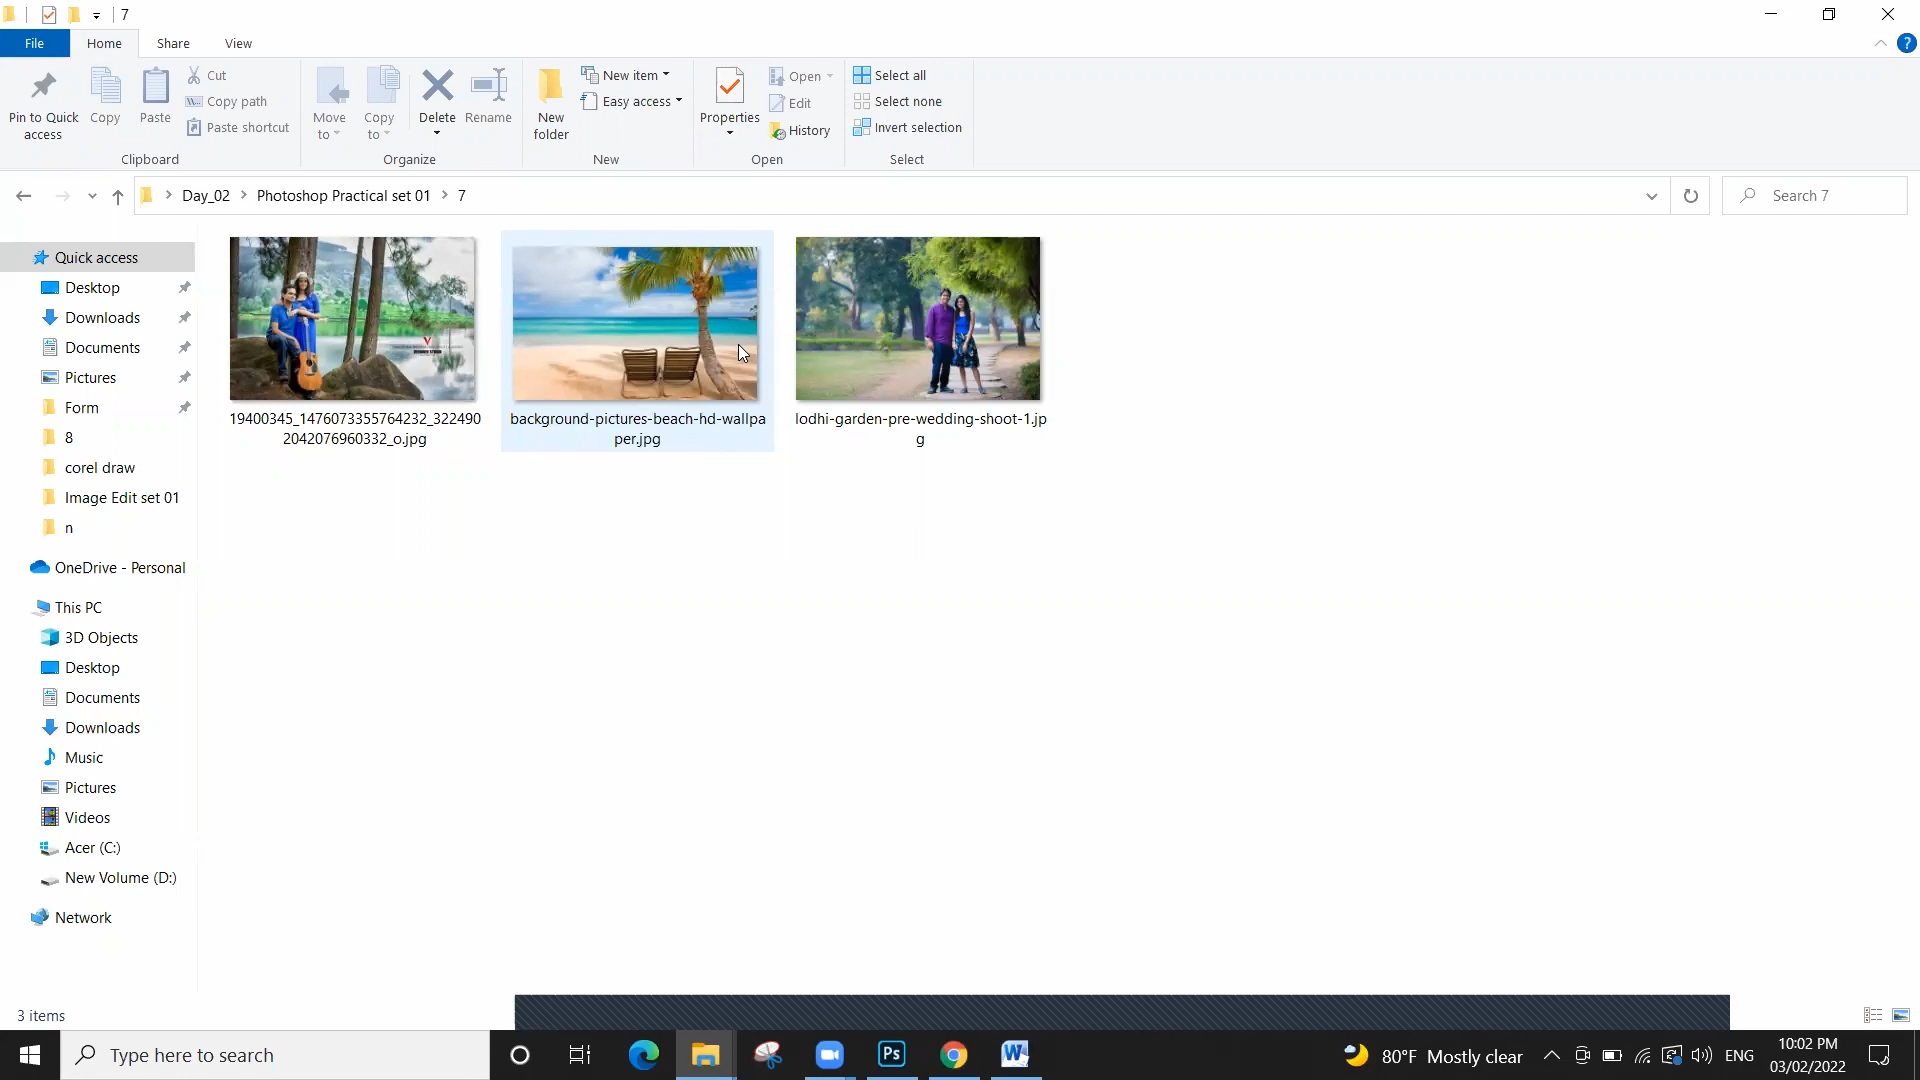 7
File Home Share View
Pin to Quick access
Copy
Paste
Cut
Copy path
Paste shortcut
Clipboard
Move to
Copy to
Delete
Rename
Organize
New folder
New item
Easy access
New
Properties
Open
Edit
History
Open
Select all
Select none
Invert selection
Select
Day_02 Photoshop Practical set 01 7
Search 7
Quick access
Desktop
Downloads
Documents
Pictures
Form
8
corel draw
Image Edit set 01
n
OneDrive - Personal
This PC
3D Objects
Desktop
Documents
Downloads
Music
Pictures
Videos
Acer (C:)
New Volume (D:)
Network
19400345_1476073355764232_322490
2042076960332_o.jpg
background-pictures-beach-hd-wallpa
per.jpg
lodhi-garden-pre-wedding-shoot-1.jp
g
3 items
Type here to search
Ps
W
80°F Mostly clear
ENG
10:02 PM
03/02/2022